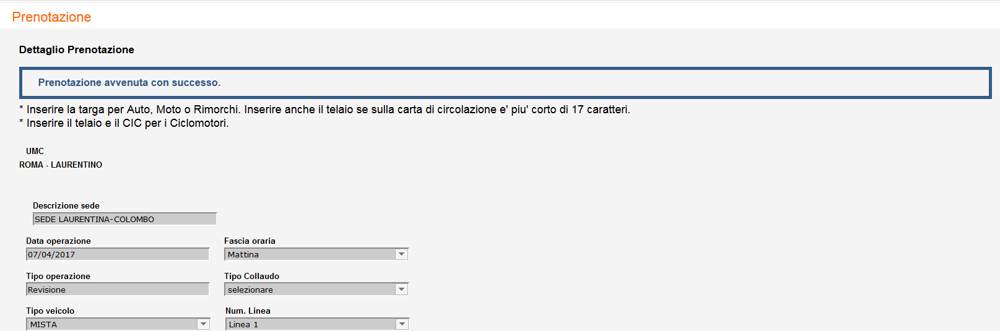 Prenotazione
Dettaglio Prenotazione
Prenotazione avvenuta con successo.
* Inserire la targa per Auto, Moto o Rimorchi. Inserire anche il telaio se sulla carta di circolazione e' piu' corto di 17 caratteri.
* Inserire il telaio e il CIC per i Ciclomotori.
UMC
ROMA - LAURENTINO
Descrizione sede
SEDE LAURENTINA-COLOMBO
Data operazione Fascia oraria
07/04/2017 Mattina
Tipo operazione Tipo Collaudo
Revisione selezionare
Tipo veicolo Num. Linea
MISTA Linea 1